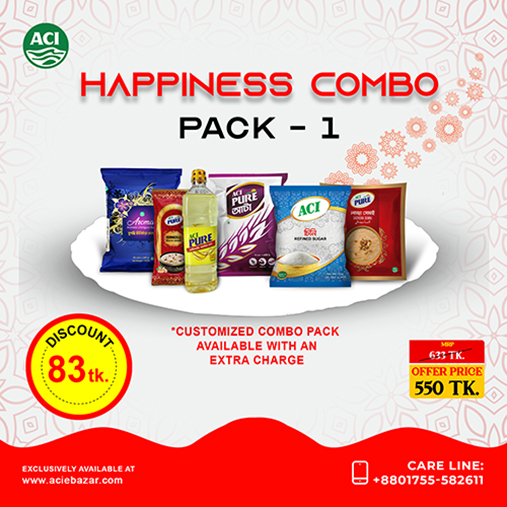 ACI
HAPPINESS COMBO
PACK - 1
Aroma
PURE
ACI
PURE
ACI
PURE
আটা
ACI
চিনি
REFINED SUGAR
PURE
*CUSTOMIZED COMBO PACK
AVAILABLE WITH AN
EXTRA CHARGE
DISCOUNT
83tk.
MRP
633 TK.
OFFER PRICE
550 TK.
EXCLUSIVELY AVAILABLE AT
www.aciebazar.com
CARE LINE:
+8801755-582611